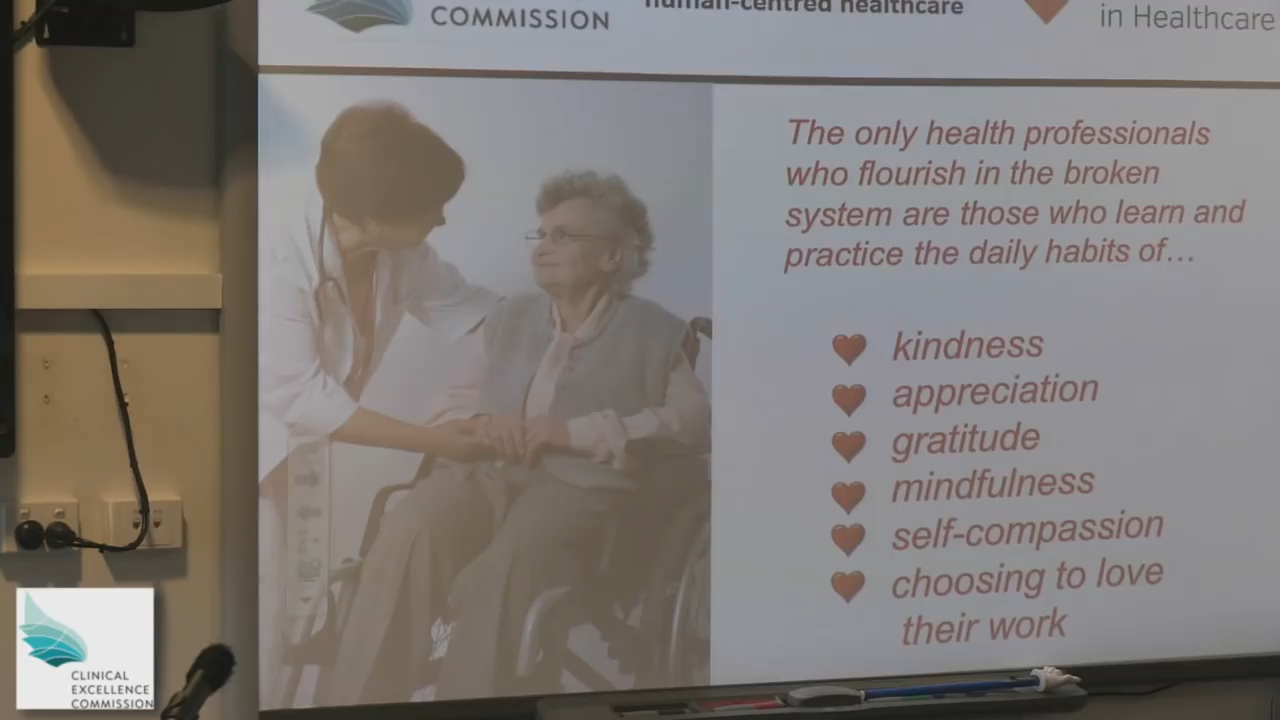 COMMISSION
human-centred healthcare
in Healthcare
The only health professionals
who flourish in the broken
system are those who learn and
practice the daily habits of…
kindness
appreciation
gratitude
mindfulness
self-compassion
choosing to love
their work
CLINICAL
EXCELLENCE
COMMISSION